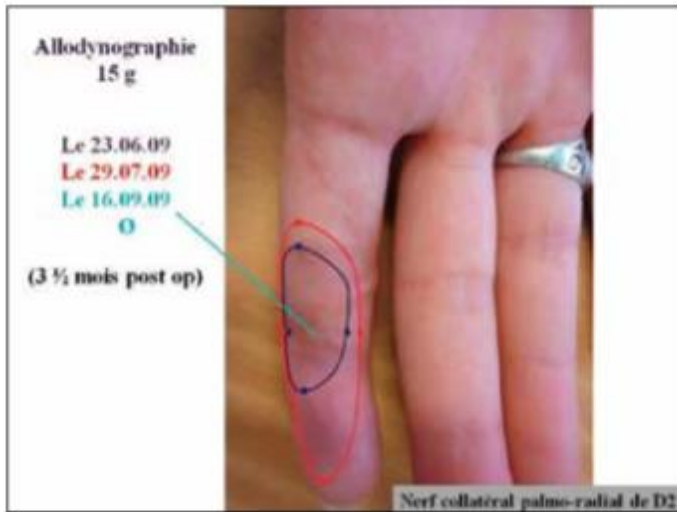 Allodynographie
15 g
Le 23.06.09
Le 29.07.09
Le 16.09.09
O
(3 ½ mois post op)
Nerf collatéral palmo-radial de D2